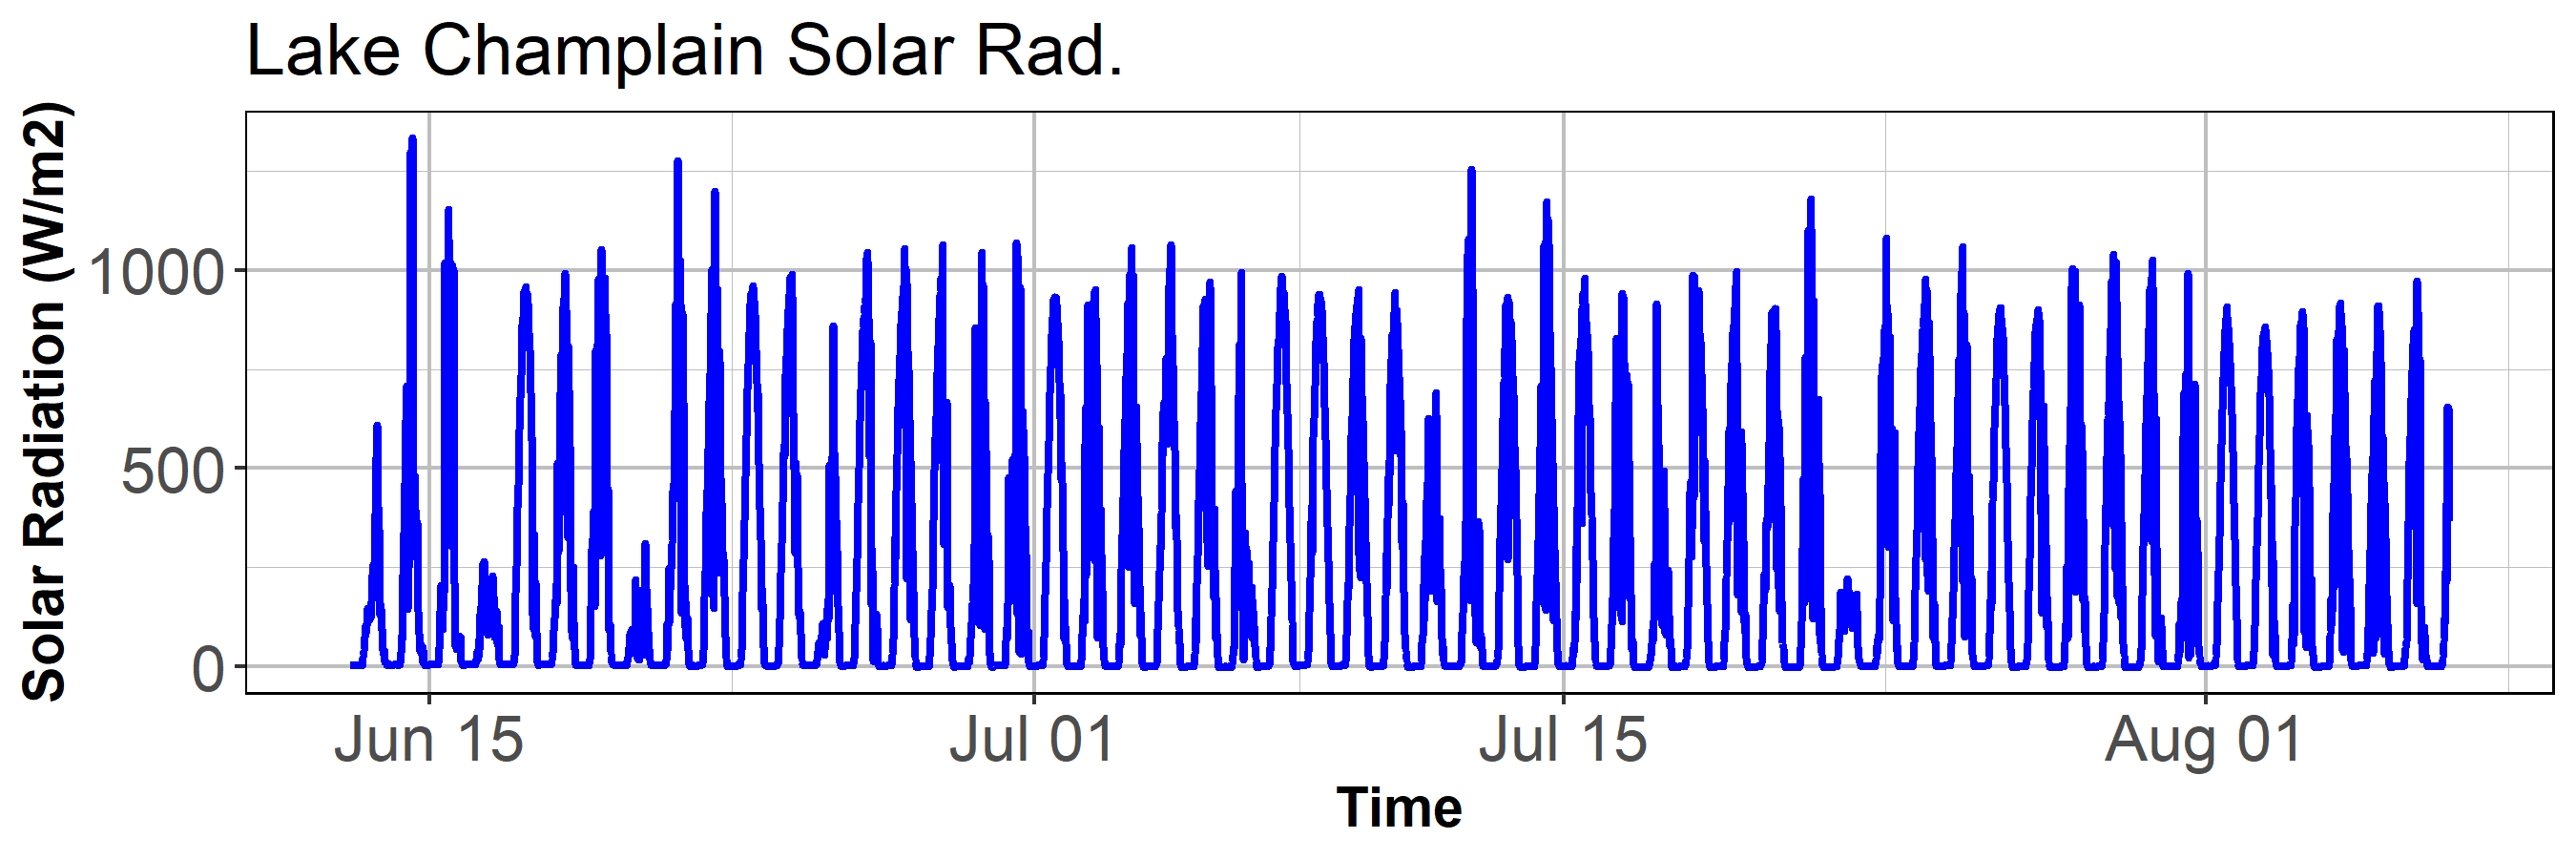 Lake Champlain Solar Rad.
Solar Radiation (W/m2)
1000
500
0
Jun 15
Jul 01
Jul 15
Aug 01
Time